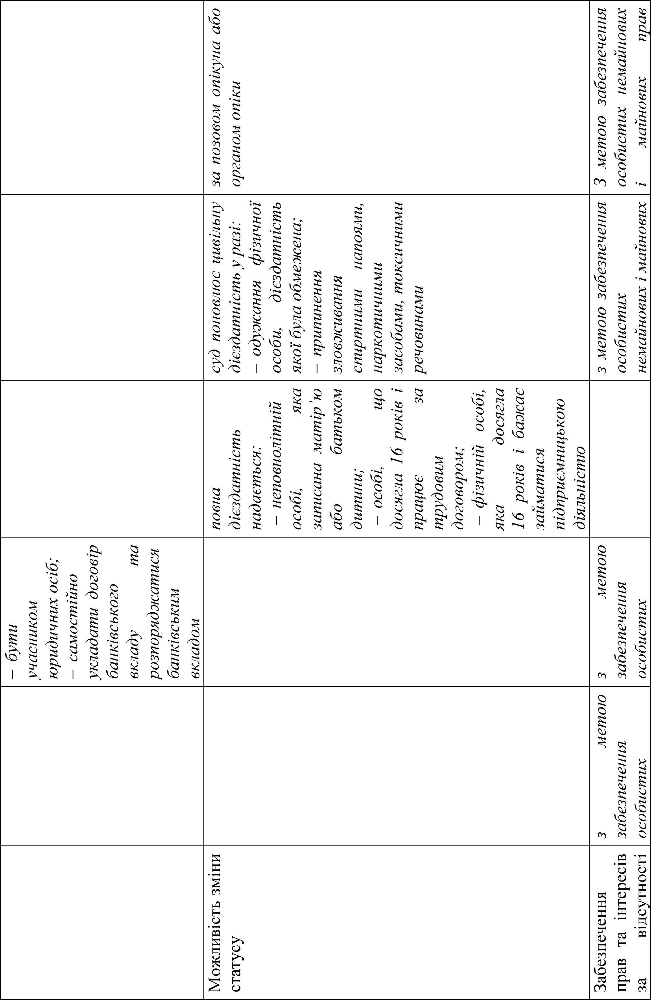 – бути
учасником
юридичних осіб;
– самостійно
укладати договір
банківського
вкладу та
розпоряджатися
банківським
вкладом
Можливість зміни
статусу
повна
дієздатність
надається:
– неповнолітній
особі, яка
записана матір’ю
або батьком
дитини;
– особі, що
досягла 16 років і
працює за
трудовим
договором;
– фізичній особі,
яка досягла
16 років і бажає
займатися
підприємницькою
діяльністю
суд поновлює цивільну
дієздатність у разі:
– одужання фізичної
особи, дієздатність
якої була обмежена;
– припинення
зловживання
спиртними напоями,
наркотичними
засобами, токсичними
речовинами
за позовом опікуна або
органом опіки
Забезпечення
прав та інтересів
за відсутності
з метою
забезпечення
особистих
з метою
забезпечення
особистих
з метою забезпечення
особистих
немайнових і майнових
З метою забезпечення
особистих немайнових
і майнових прав